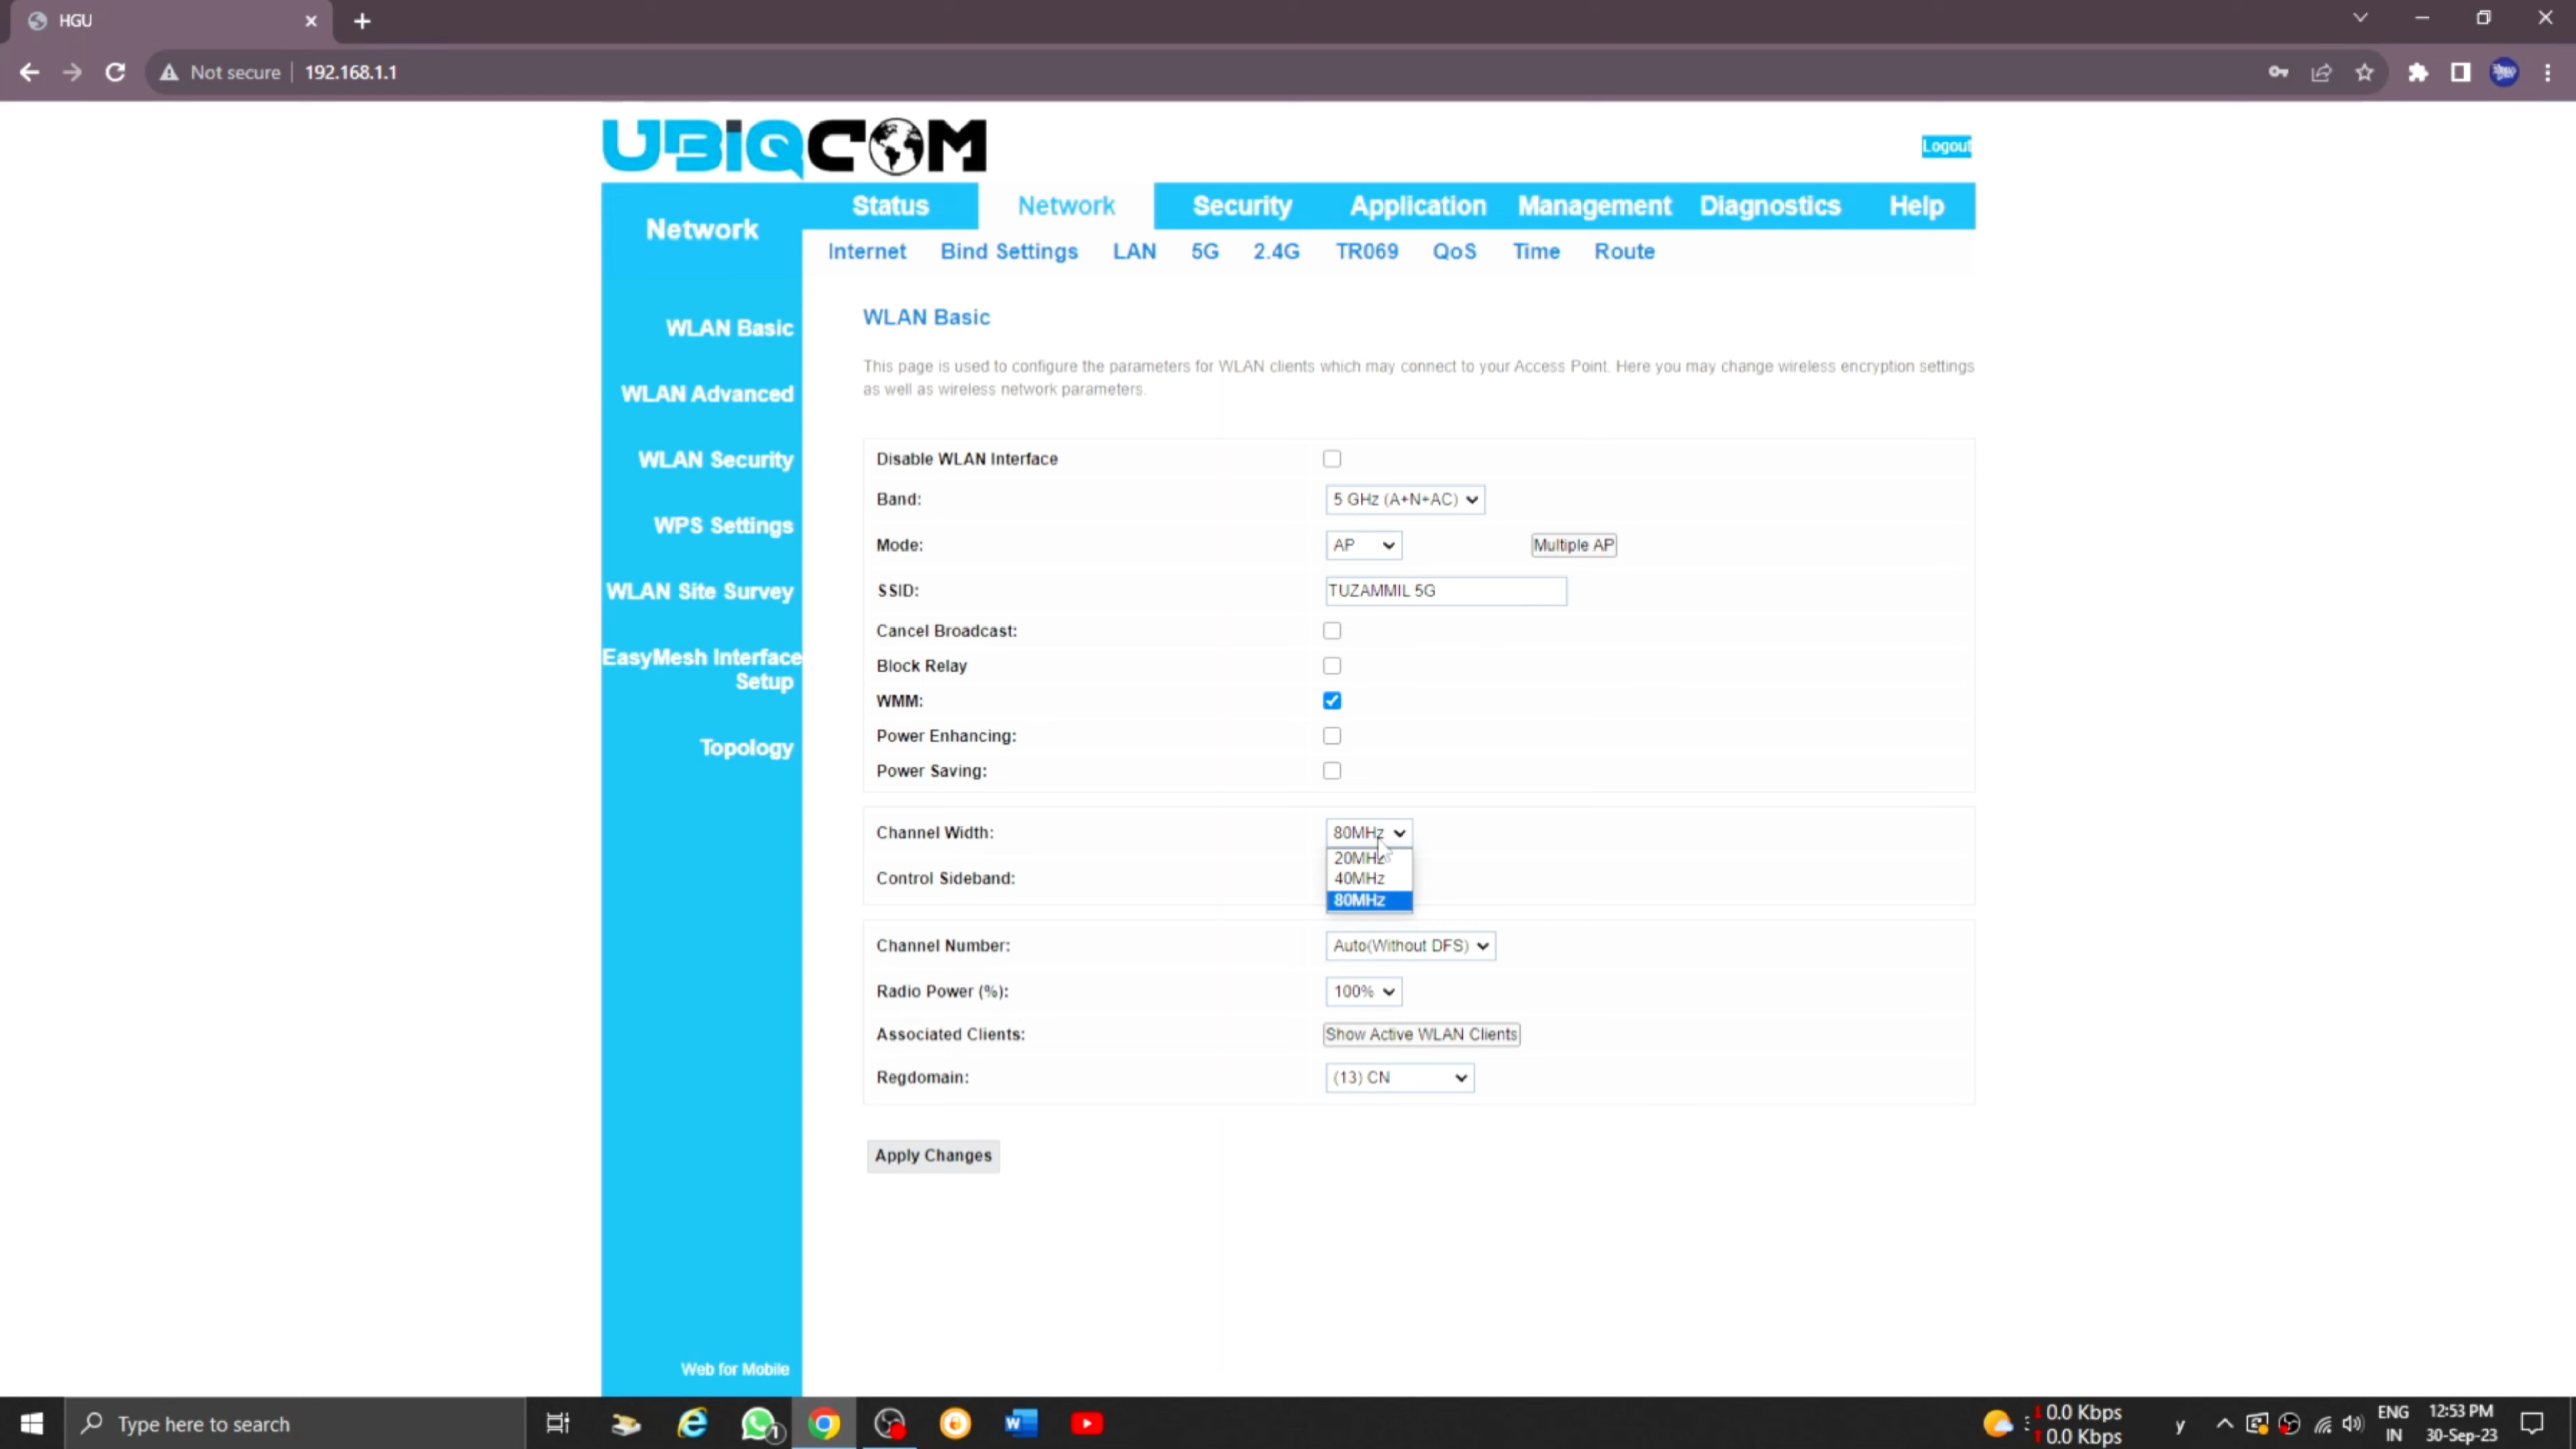 HGU
Not secure 192.168.1.1
UBiQCOM
Logout
Network
Status Network Security Application Management Diagnostics Help
Internet Bind Settings LAN 5G 2.4G TR069 QoS Time Route
WLAN Basic
WLAN Advanced
WLAN Security
WPS Settings
WLAN Site Survey
EasyMesh Interface
Setup
Topology
Web for Mobile
WLAN Basic
This page is used to configure the parameters for WLAN clients which may connect to your Access Point. Here you may change wireless encryption settings
as well as wireless network parameters.
Disable WLAN Interface
Band: 5 GHz (A+N+AC)
Mode: AP Multiple AP
SSID: TUZAMMIL 5G
Cancel Broadcast:
Block Relay
WMM:
Power Enhancing:
Power Saving:
Channel Width: 80MHz
20MHz
40MHz
80MHz
Control Sideband:
Channel Number: Auto(Without DFS)
Radio Power (%): 100%
Associated Clients: Show Active WLAN Clients
Regdomain: (13) CN
Apply Changes
Type here to search
1
W
0.0 Kbps
0.0 Kbps
y
ENG
IN
12:53 PM
30-Sep-23